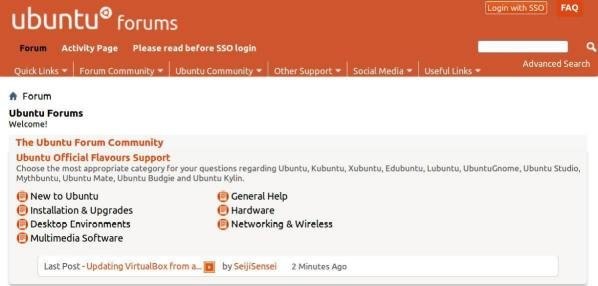 ubuntu forums
Login with SSO FAQ
Forum Activity Page Please read before SSO login
Advanced Search
Quick Links Forum Community Ubuntu Community Other Support Social Media Useful Links
Forum
Ubuntu Forums
Welcome!
The Ubuntu Forum Community
Ubuntu Official Flavours Support
Choose the most appropriate category for your questions regarding Ubuntu, Kubuntu, Xubuntu, Edubuntu, Lubuntu, UbuntuGnome, Ubuntu Studio,
Mythbuntu, Ubuntu Mate, Ubuntu Budgie and Ubuntu Kylin.
New to Ubuntu General Help
Installation & Upgrades Hardware
Desktop Environments Networking & Wireless
Multimedia Software
Last Post - Updating VirtualBox from a... by SeijiSensei 2 Minutes Ago